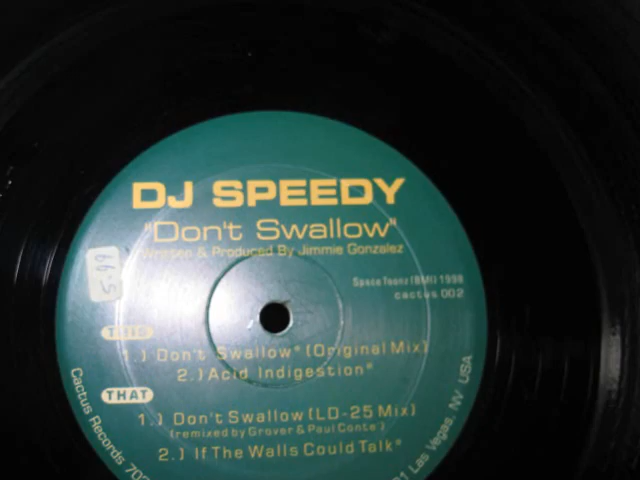 DJ SPEEDY
"Don't Swallow"
Written & Produced By Jimmie Gonzalez
5.99
Space Toonz (BMI) 1998
cactus 002
THIS
1.) Don't Swallow* (Original Mix)
2.) Acid Indigestion*
THAT
1.) Don't Swallow (LD-25 Mix)
(remixed by Grover & Paul Conte')
2.) If The Walls Could Talk*
Cactus Records 702
Las Vegas, NV USA